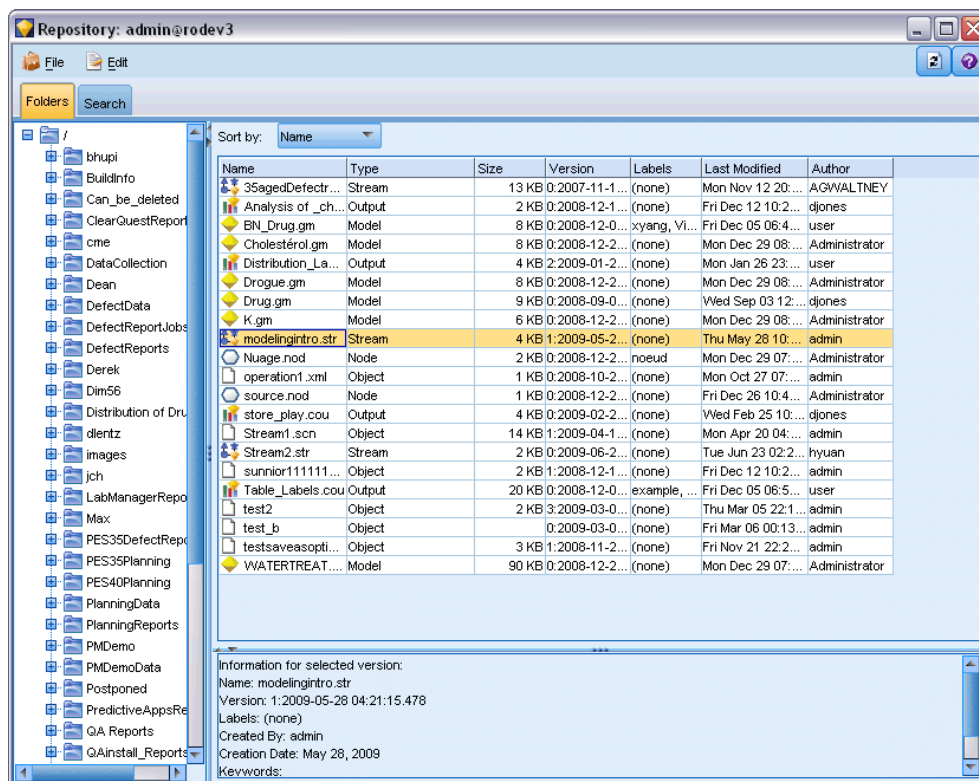 Repository: admin@rodev3
File Edit
Folders Search
/
bhupi
BuildInfo
Can_be_deleted
ClearQuestReport
cme
DataCollection
Dean
DefectData
DefectReportJobs
DefectReports
Derek
Dim56
Distribution of Dru
dlentz
images
jch
LabManagerRepo
Max
PES35DefectRepo
PES35Planning
PES40Planning
PlanningData
PlanningReports
PMDemo
PMDemoData
Postponed
PredictiveAppsRe
QA Reports
QAinstall_Reports
Sort by: Name
Name Type Size Version Labels Last Modified Author
35agedDefectr... Stream 13 KB 0:2007-11-1... (none) Mon Nov 12 20:... AGWALTNEY
Analysis of _ch... Output 2 KB 0:2008-12-1... (none) Fri Dec 12 10:2... djones
BN_Drug.gm Model 8 KB 0:2008-12-0... xyang, Vi... Fri Dec 05 06:4... user
Cholestérol.gm Model 8 KB 0:2008-12-2... (none) Mon Dec 29 08:... Administrator
Distribution_La... Output 4 KB 2:2009-01-2... (none) Mon Jan 26 23:... user
Drogue.gm Model 8 KB 0:2008-12-2... (none) Mon Dec 29 08:... Administrator
Drug.gm Model 9 KB 0:2008-09-0... (none) Wed Sep 03 12:... djones
K.gm Model 6 KB 0:2008-12-2... (none) Mon Dec 29 08:... Administrator
modelingintro.str Stream 4 KB 1:2009-05-2... (none) Thu May 28 10:... admin
Nuage.nod Node 2 KB 0:2008-12-2... noeud Mon Dec 29 07:... Administrator
operation1.xml Object 1 KB 0:2008-10-2... (none) Mon Oct 27 07:... admin
source.nod Node 1 KB 0:2008-12-2... (none) Fri Dec 26 10:4... Administrator
store_play.cou Output 4 KB 0:2009-02-2... (none) Wed Feb 25 10:... djones
Stream1.scn Object 14 KB 1:2009-04-1... (none) Mon Apr 20 04:... admin
Stream2.str Stream 2 KB 0:2009-06-2... (none) Tue Jun 23 02:2... hyuan
sunnior111111... Object 2 KB 1:2008-12-1... (none) Fri Dec 12 10:2... admin
Table_Labels.cou Output 20 KB 0:2008-12-0... example, ... Fri Dec 05 06:5... user
test2 Object 2 KB 3:2009-03-0... (none) Thu Mar 05 22:1... admin
test_b Object 0:2009-03-0... (none) Fri Mar 06 00:13... admin
testsaveasopti... Object 3 KB 1:2008-11-2... (none) Fri Nov 21 22:2... admin
WATERTREAT.... Model 90 KB 0:2008-12-2... (none) Mon Dec 29 07:... Administrator
Information for selected version:
Name: modelingintro.str
Version: 1:2009-05-28 04:21:15.478
Labels: (none)
Created By: admin
Creation Date: May 28, 2009
Keywords: